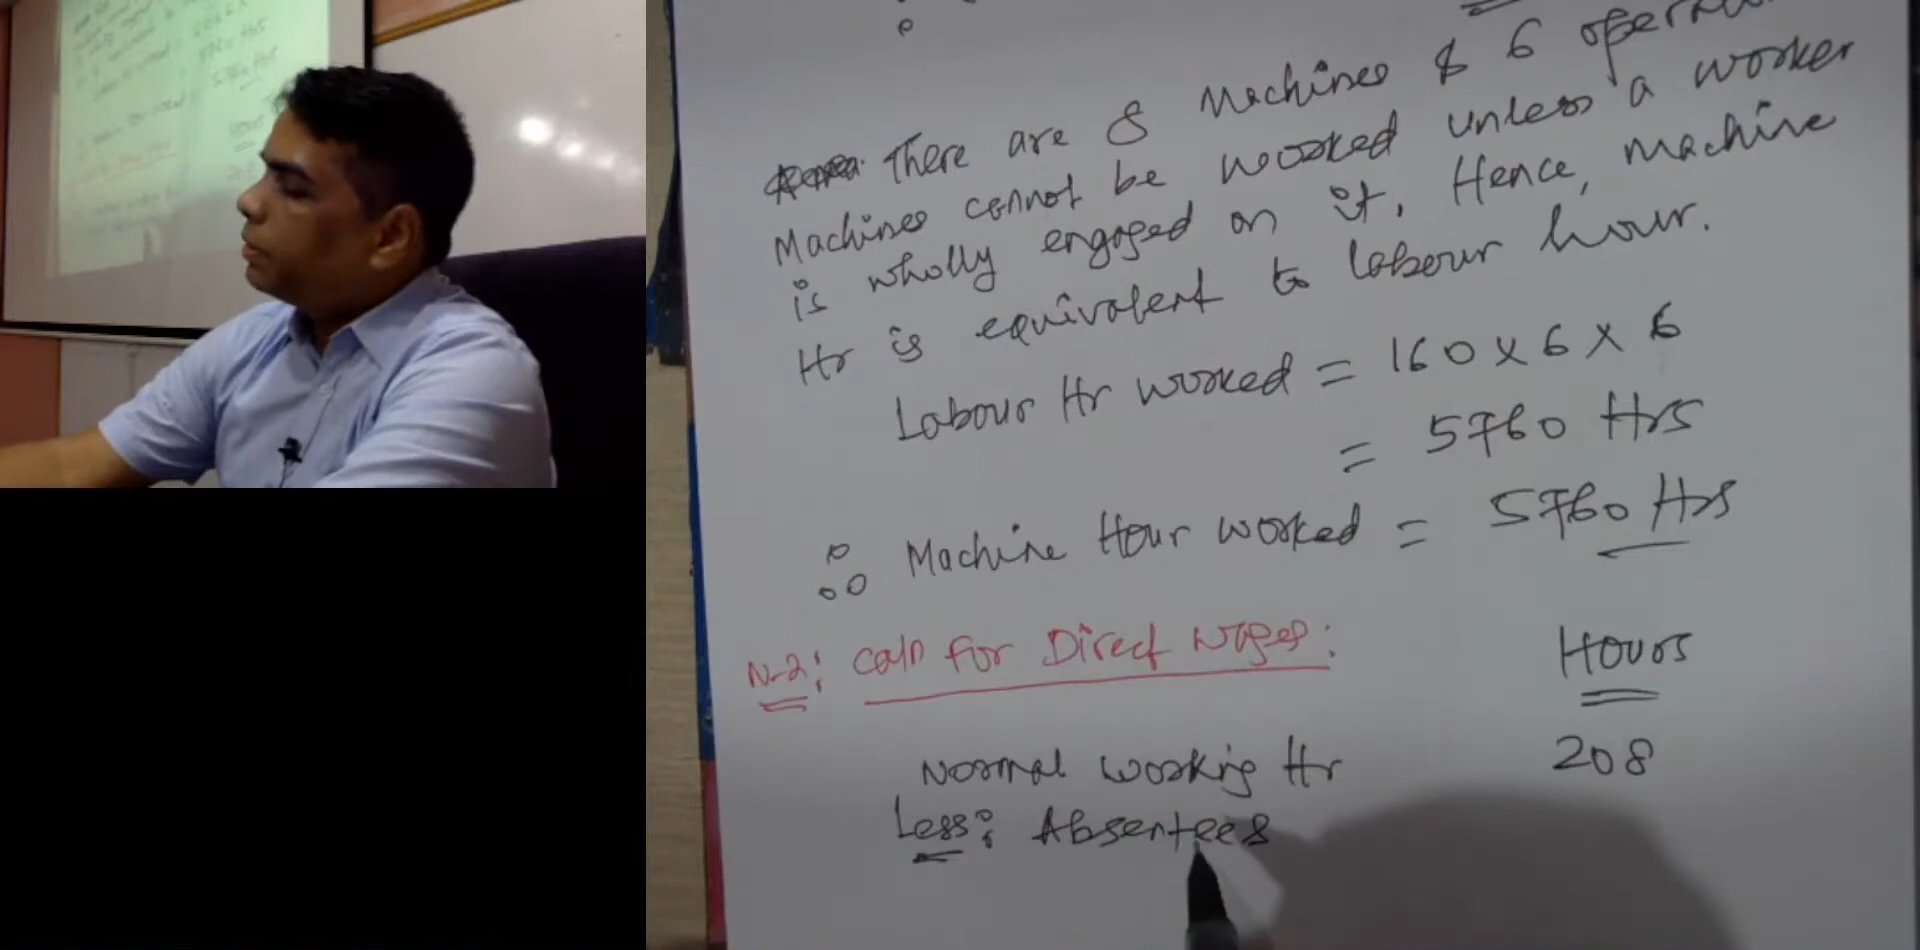 There are 8 Machines & 6 opera
Machines cannot be worked unless a worker
is wholly engaged on it. Hence, machine
Hr is equivalent to labour hour.
Labour Hr worked = 160 x 6 x 6
= 5760 Hrs
∴ Machine Hour worked = 5760 Hrs
N-2: Caln for Direct Wages:
Hours
Normal working Hr 208
Less: Absentees